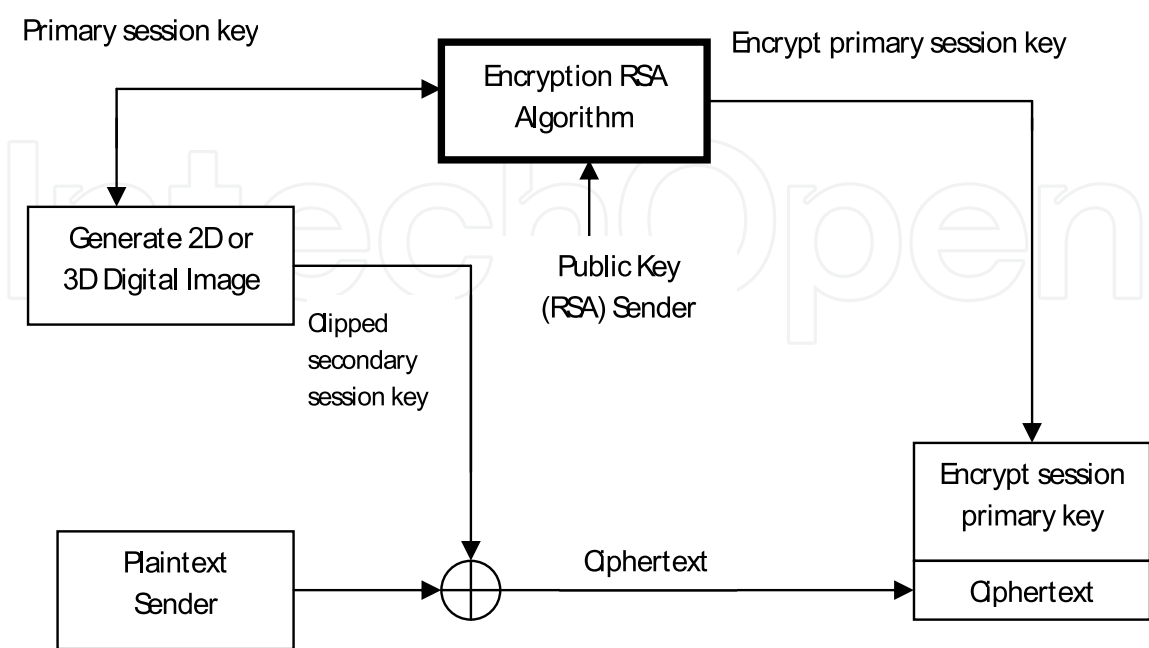 Primary session key
Encrypt primary session key
Encryption RSA
Algorithm
Generate 2D or
3D Digital Image
Public Key
(RSA) Sender
Clipped
secondary
session key
Encrypt session
primary key
Plaintext
Sender
Ciphertext
Ciphertext
IntechOpen